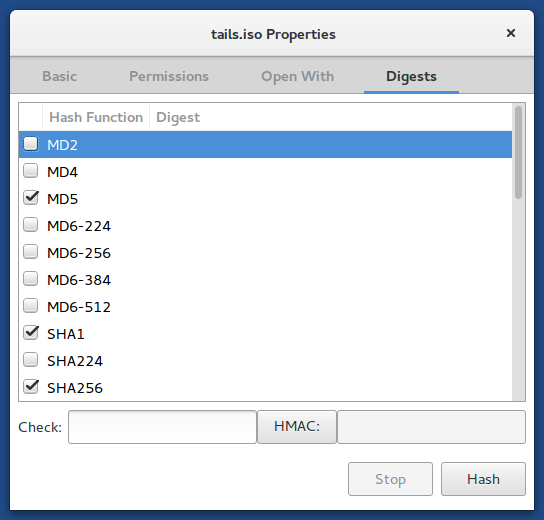 tails.iso Properties
Basic Permissions Open With Digests
Hash Function Digest
MD2
MD4
MD5
MD6-224
MD6-256
MD6-384
MD6-512
SHA1
SHA224
SHA256
Check: HMAC:
Stop Hash